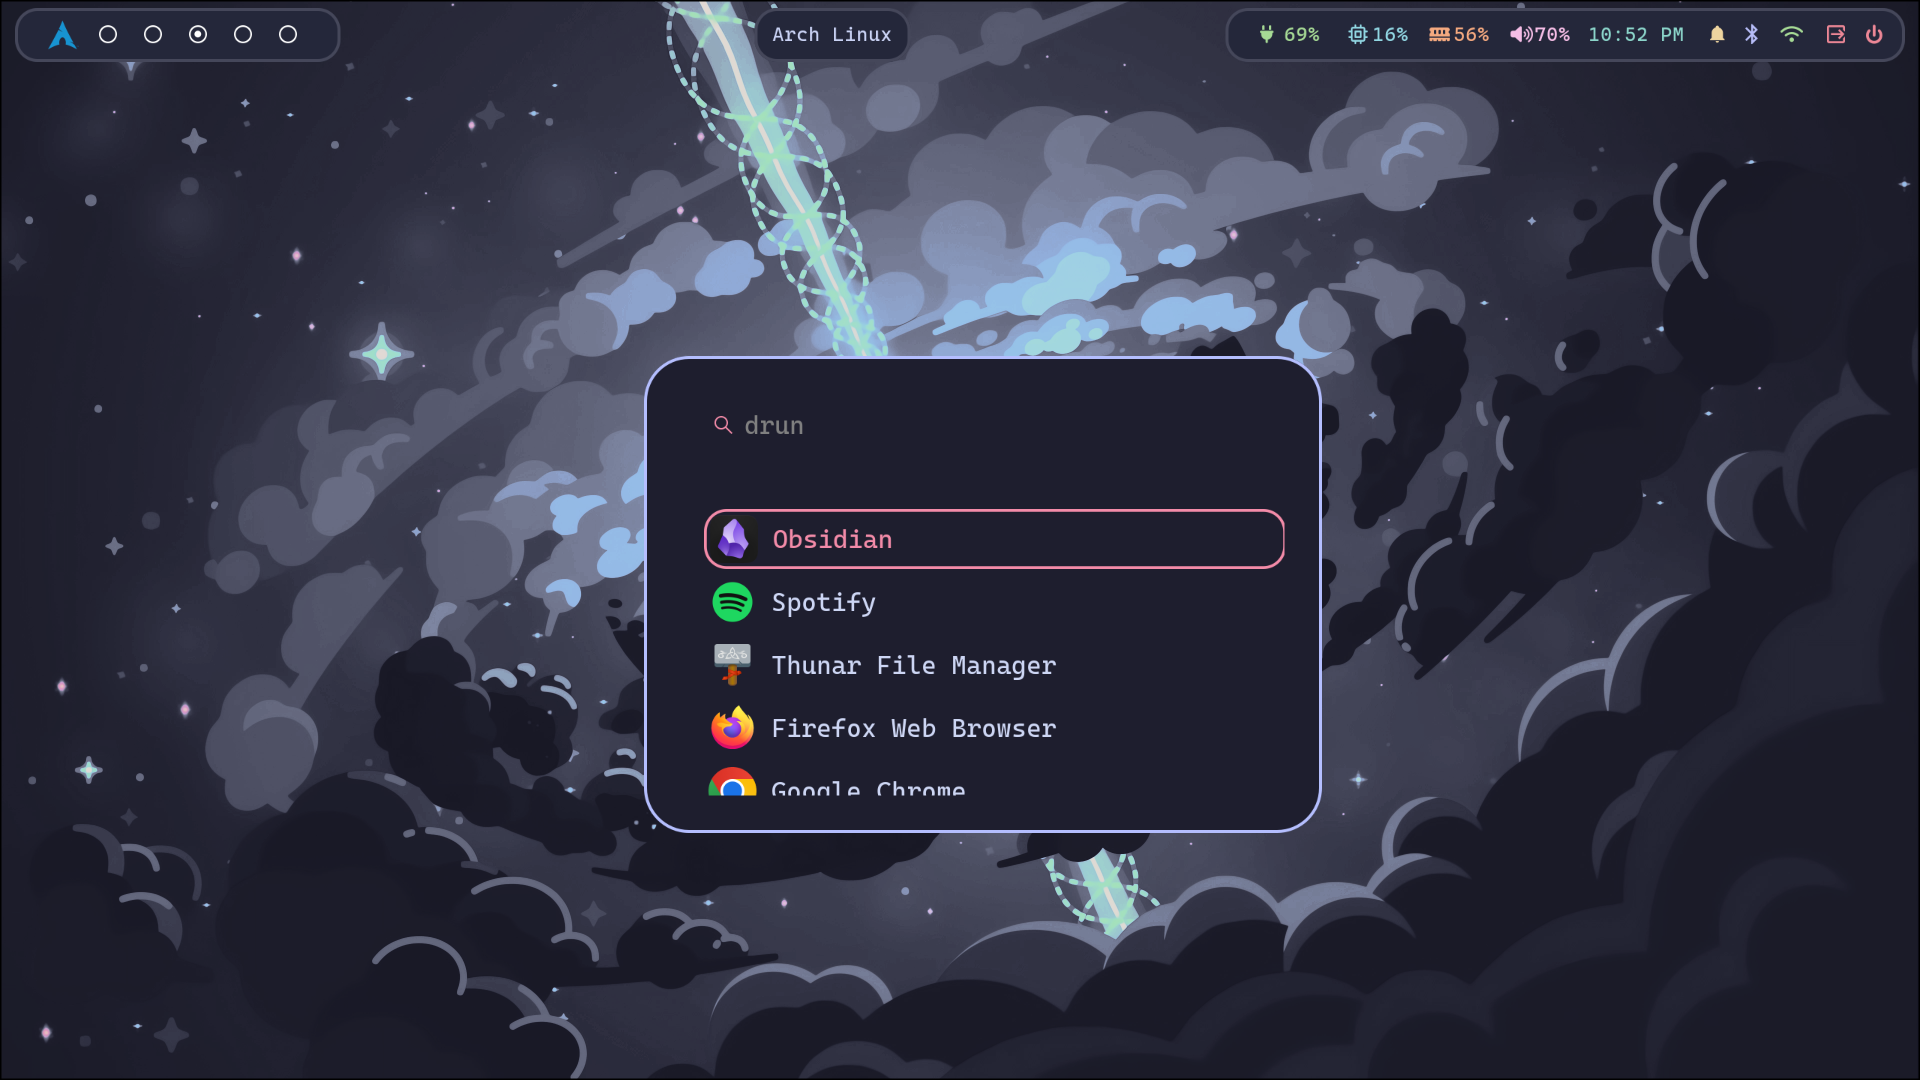 Arch Linux
69% 16% 56% 70% 10:52 PM
drun
Obsidian
Spotify
Thunar File Manager
Firefox Web Browser
Google Chrome